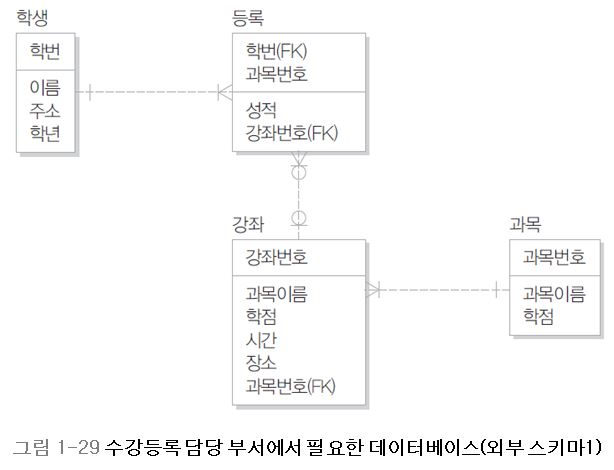 학생
학번
이름
주소
학년
등록
학번(FK)
과목번호
성적
강좌번호(FK)
강좌
강좌번호
과목이름
학점
시간
장소
과목번호(FK)
과목
과목번호
과목이름
학점
그림 1-29 수강등록 담당 부서에서 필요한 데이터베이스(외부 스키마1)